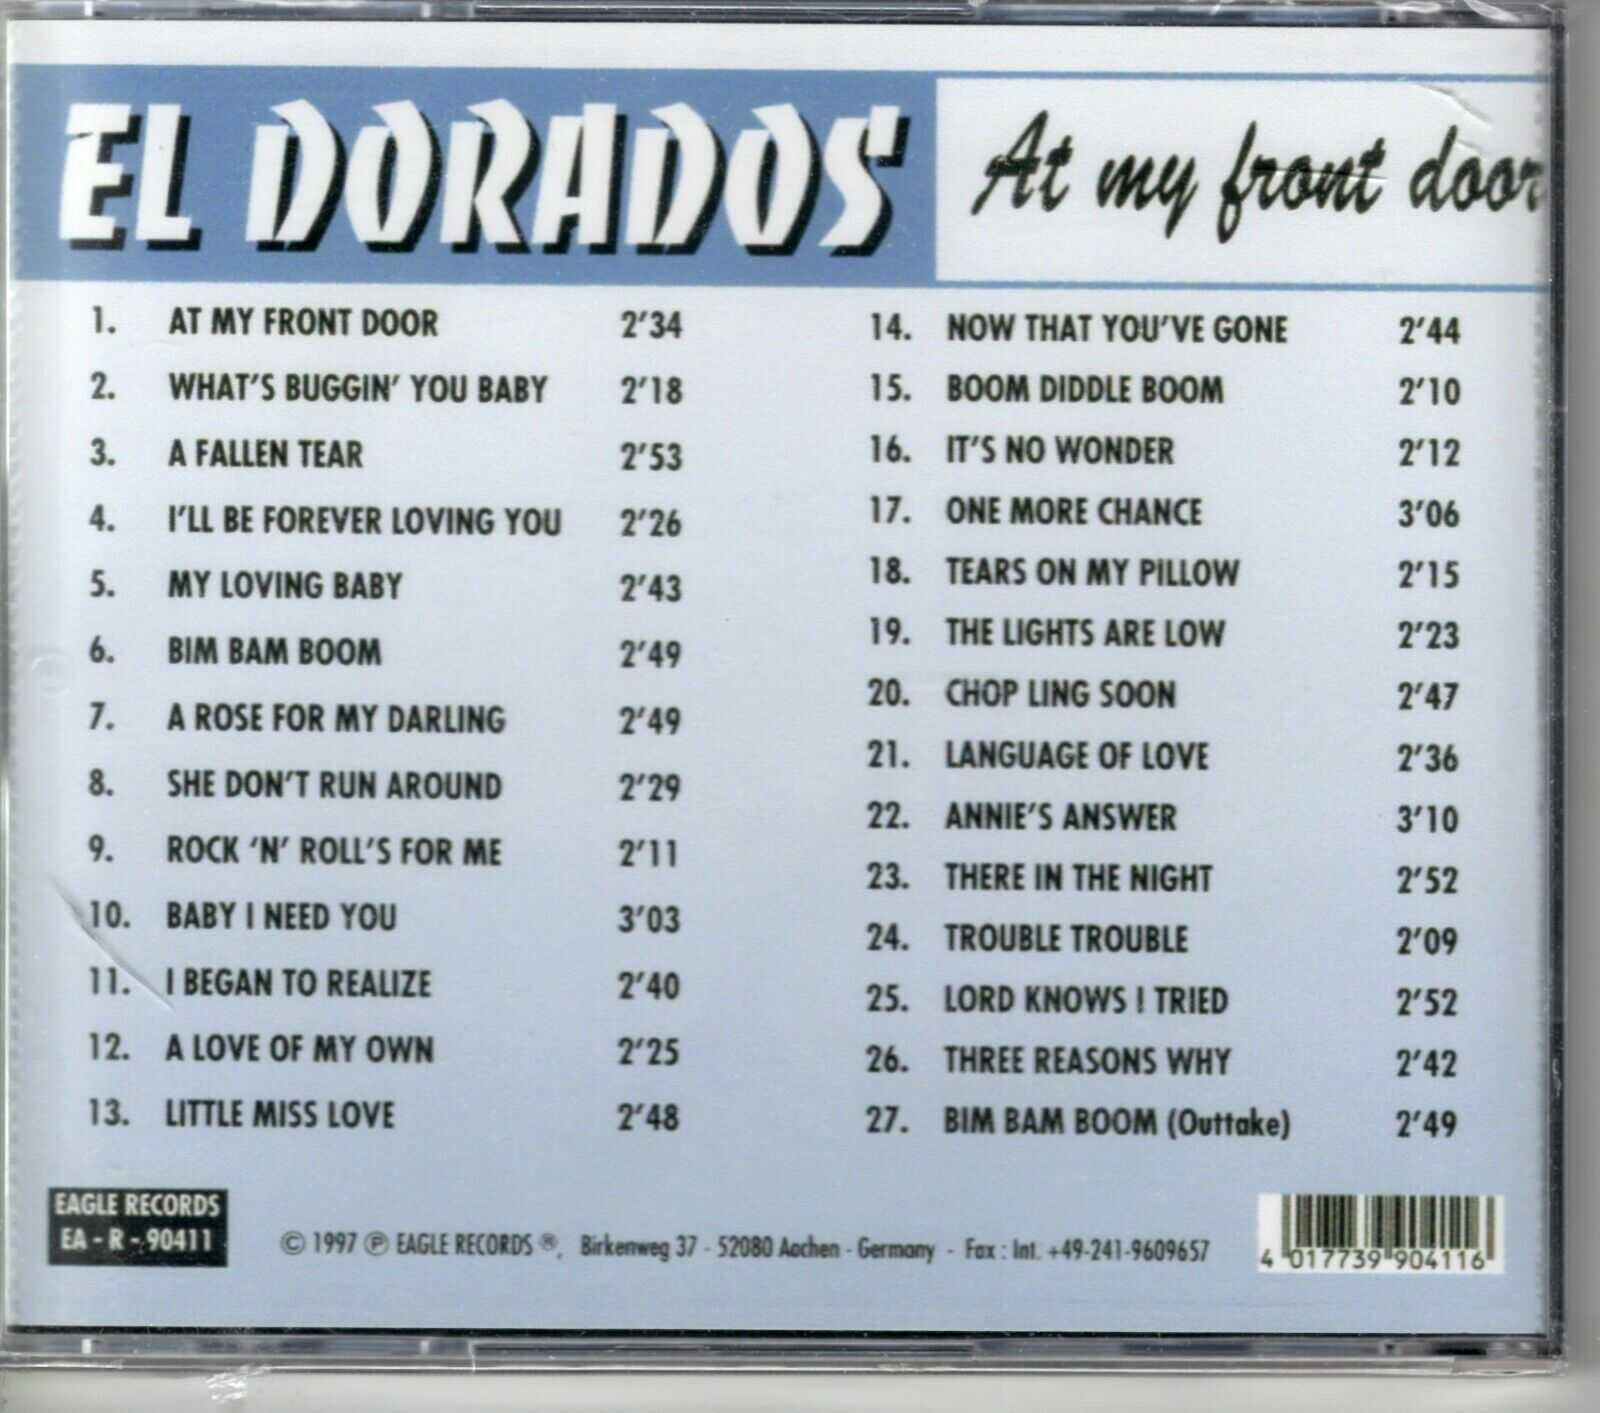 EL DORADOS
At my front door
1. AT MY FRONT DOOR 2'34
2. WHAT'S BUGGIN' YOU BABY 2'18
3. A FALLEN TEAR 2'53
4. I'LL BE FOREVER LOVING YOU 2'26
5. MY LOVING BABY 2'43
6. BIM BAM BOOM 2'49
7. A ROSE FOR MY DARLING 2'49
8. SHE DON'T RUN AROUND 2'29
9. ROCK 'N' ROLL'S FOR ME 2'11
10. BABY I NEED YOU 3'03
11. I BEGAN TO REALIZE 2'40
12. A LOVE OF MY OWN 2'25
13. LITTLE MISS LOVE 2'48
14. NOW THAT YOU'VE GONE 2'44
15. BOOM DIDDLE BOOM 2'10
16. IT'S NO WONDER 2'12
17. ONE MORE CHANCE 3'06
18. TEARS ON MY PILLOW 2'15
19. THE LIGHTS ARE LOW 2'23
20. CHOP LING SOON 2'47
21. LANGUAGE OF LOVE 2'36
22. ANNIE'S ANSWER 3'10
23. THERE IN THE NIGHT 2'52
24. TROUBLE TROUBLE 2'09
25. LORD KNOWS I TRIED 2'52
26. THREE REASONS WHY 2'42
27. BIM BAM BOOM (Outtake) 2'49
EAGLE RECORDS
EA - R - 90411
© 1997 ℗ EAGLE RECORDS ®, Birkenweg 37 - 52080 Aachen - Germany - Fax : Int. +49-241-9609657
4 017739 904116